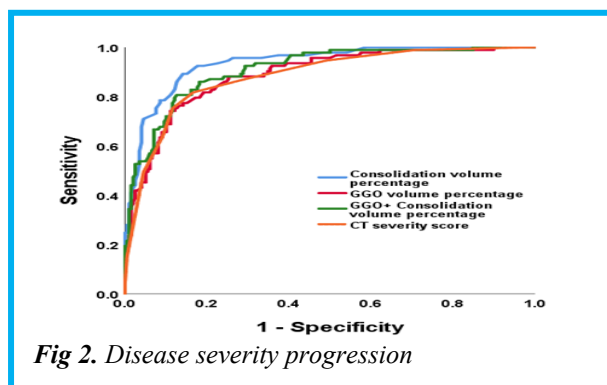 1.0
0.8
0.6
0.4
0.2
0.0
Sensitivity
Consolidation volume
percentage
GGO volume percentage
GGO+ Consolidation
volume percentage
CT severity score
0.0 0.2 0.4 0.6 0.8 1.0
1 - Specificity
Fig 2. Disease severity progression